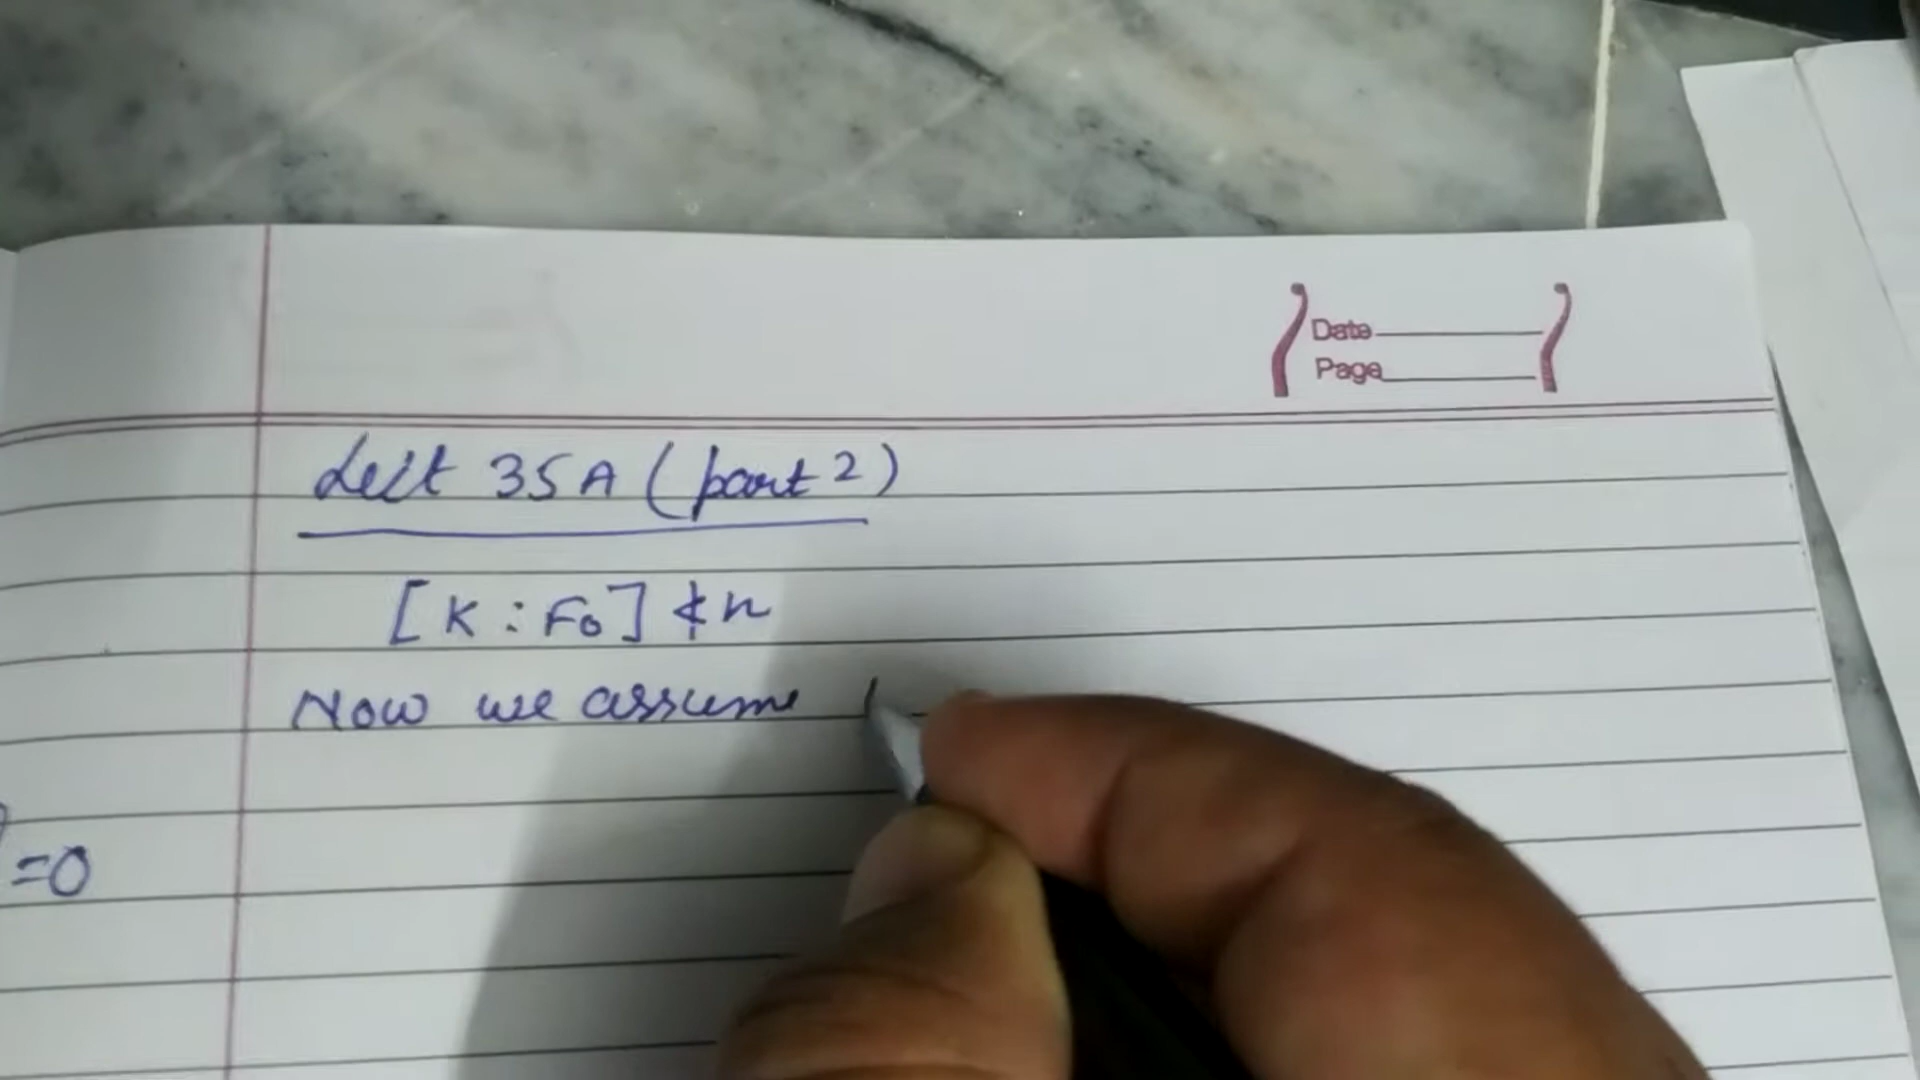 Date
Page
Lect 35A (part 2)
[K : F₀] ≮ n
Now we assume
=0